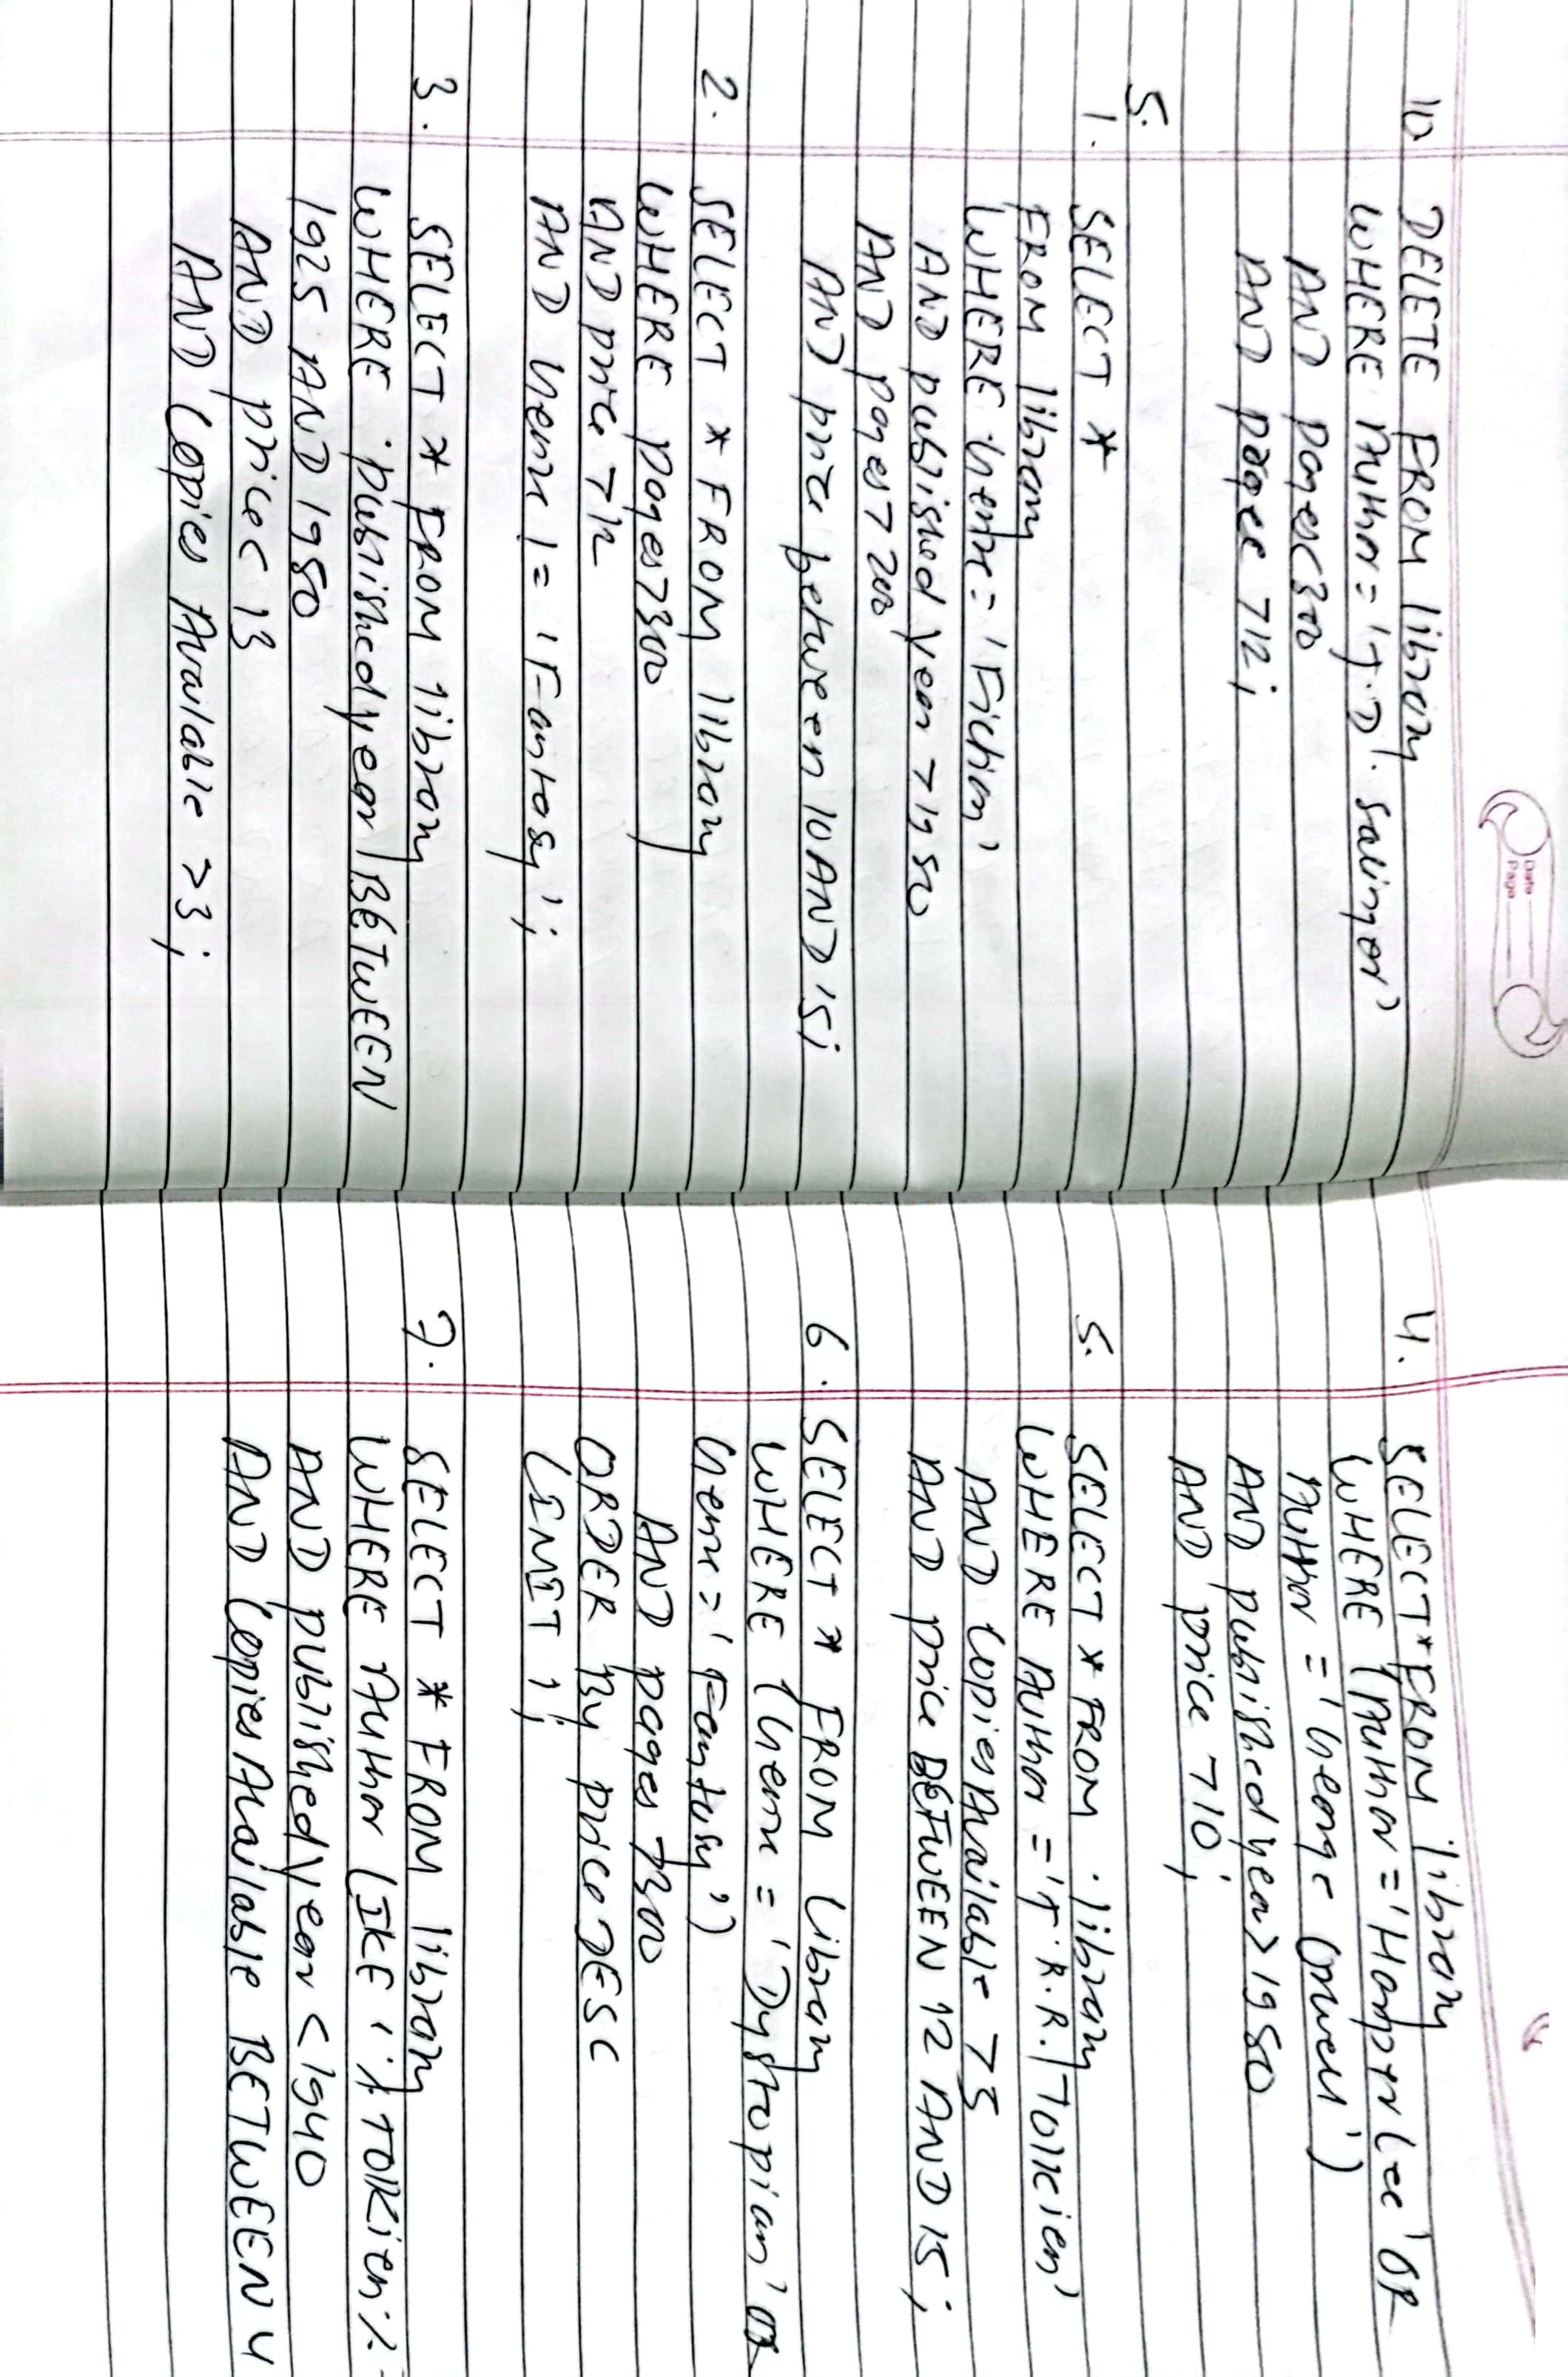 Date
Page
10. DELETE FROM library
WHERE Author = 'J.D. Salinger'
AND pages<300
AND pagec >12;
5.
1. SELECT *
FROM library
WHERE Genre = 'Fiction'
AND published year >1950
AND pages > 200
AND price between 10 AND 15;
2. SELECT * FROM library
WHERE pages>300
AND price >12
AND Genre != 'Fantasy';
3. SELECT * FROM library
WHERE publishedyear BETWEEN
1925 AND 1950
AND price< 13
AND Copies Available >3;
4. SELECT*FROM library
WHERE (Author = 'Harper Lee' OR
Author = 'George Orwell')
AND publishedyear>1950
AND price >10;
5. SELECT * FROM library
WHERE Author = 'J.R.R. Tolkien'
AND CopiesAvailable >5
AND price BETWEEN 12 AND 15;
6. SELECT * FROM Library
WHERE (Genre = 'Dystopian' OR
Genre = 'Fantasy')
AND pages >300
ORDER By price DESC
LIMIT 1;
7. SELECT * FROM library
WHERE Author LIKE '%Tolkien%
AND publishedyear <1940
AND CopiesAvailable BETWEEN 4